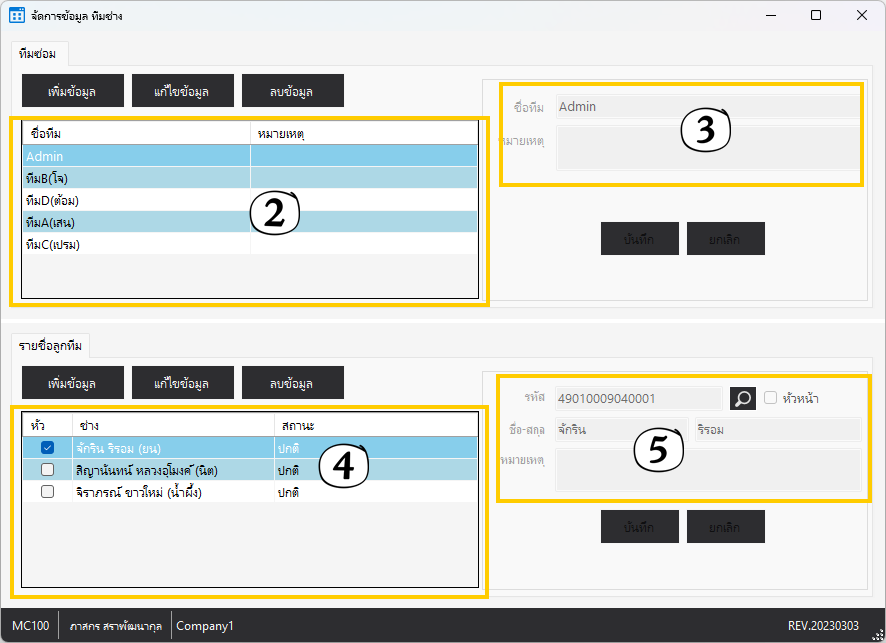 จัดการข้อมูล ทีมช่าง
ทีมซ่อม
เพิ่มข้อมูล แก้ไขข้อมูล ลบข้อมูล
ชื่อทีม หมายเหตุ
Admin
ทีมB(โจ)
ทีมD(ต้อม)
ทีมA(เสน)
ทีมC(เปรม)
2
ชื่อทีม Admin
หมายเหตุ
3
บันทึก ยกเลิก
รายชื่อลูกทีม
เพิ่มข้อมูล แก้ไขข้อมูล ลบข้อมูล
หัว ช่าง สถานะ
จักริน ริรอม (ยน) ปกติ
สิญานันทน์ หลวงอุโมงค์ (นิต) ปกติ
จิราภรณ์ ขาวใหม่ (น้ำผึ้ง) ปกติ
4
รหัส 49010009040001 หัวหน้า
ชื่อ-สกุล จักริน ริรอม
หมายเหตุ
5
บันทึก ยกเลิก
MC100 ภาสกร สราพัฒนากุล Company1 REV.20230303